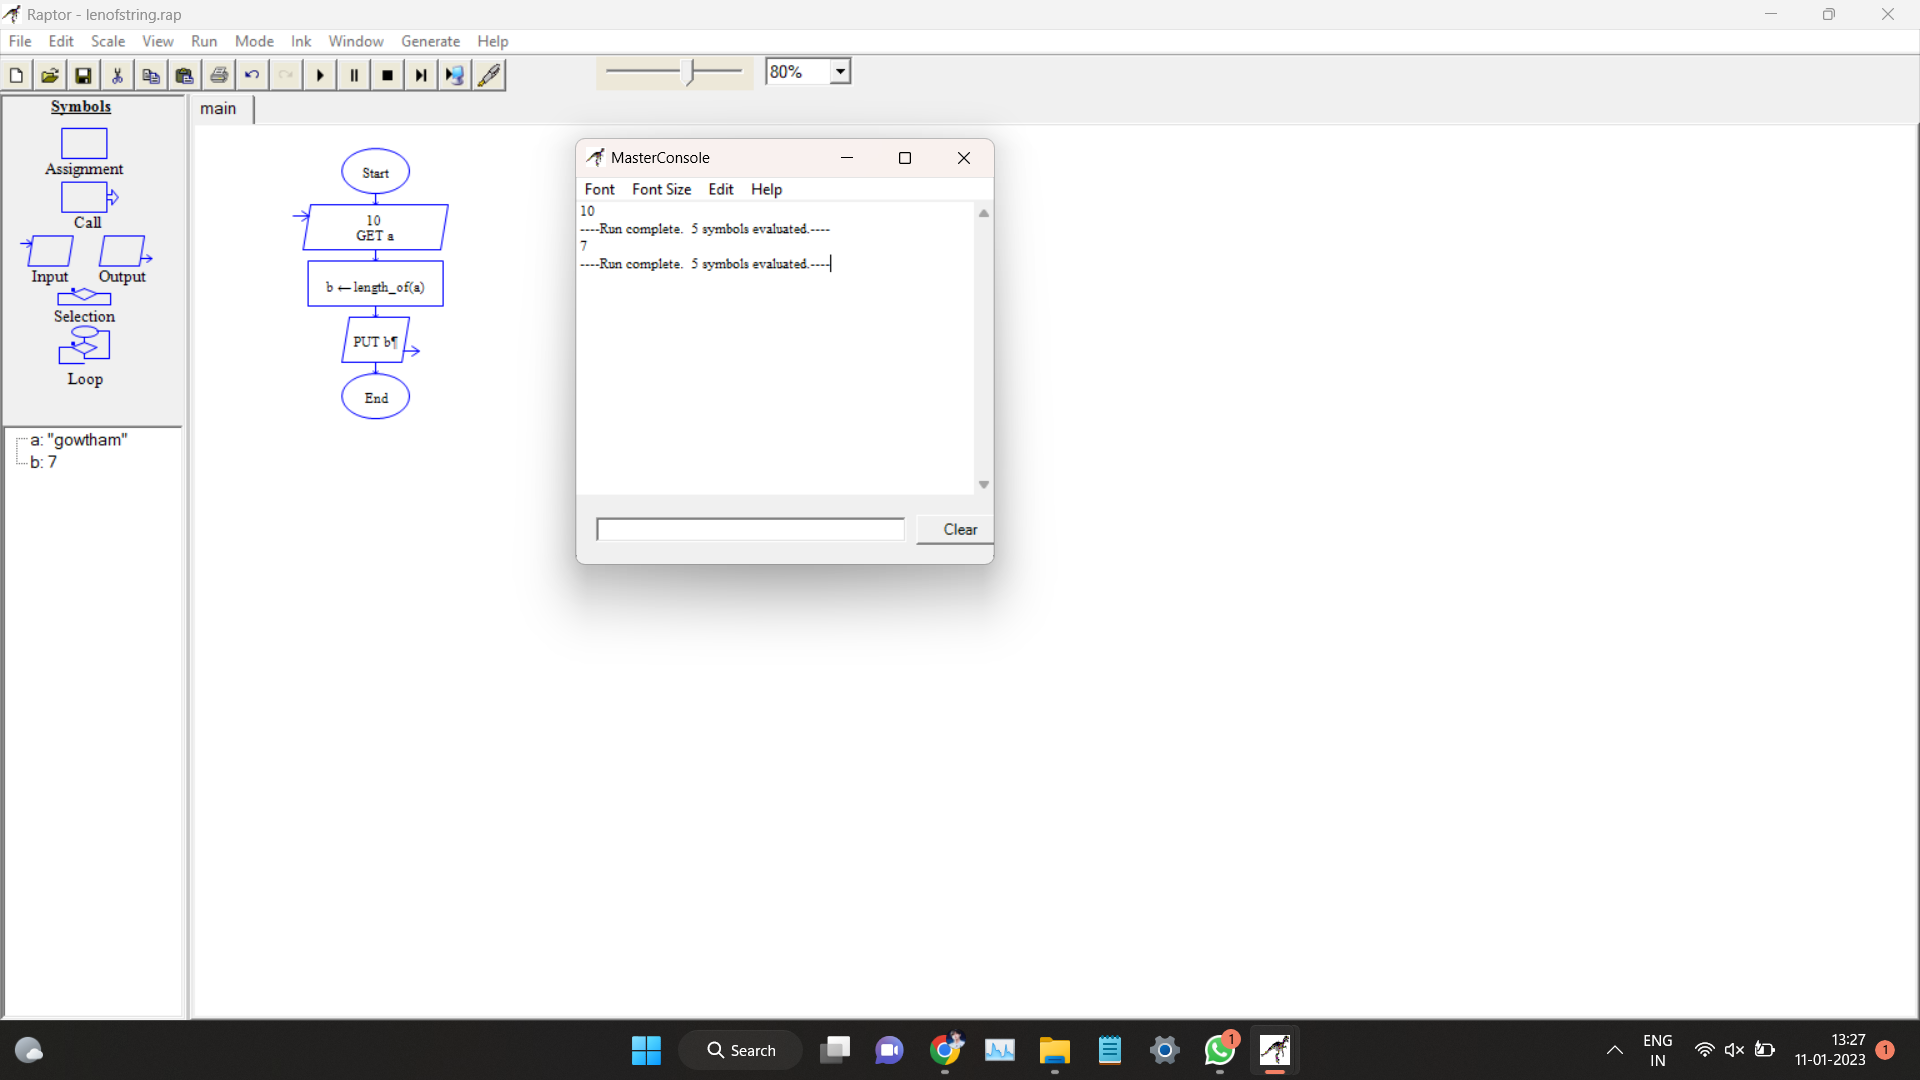 Raptor - lenofstring.rap
File Edit Scale View Run Mode Ink Window Generate Help
80%
Symbols
Assignment
Call
Input Output
Selection
Loop
a: "gowtham"
b: 7
main
Start
10
GET a
b ← length_of(a)
PUT b¶
End
MasterConsole
Font Font Size Edit Help
10
----Run complete. 5 symbols evaluated.----
7
----Run complete. 5 symbols evaluated.----
Clear
Search
1
ENG
IN
13:27
11-01-2023
1